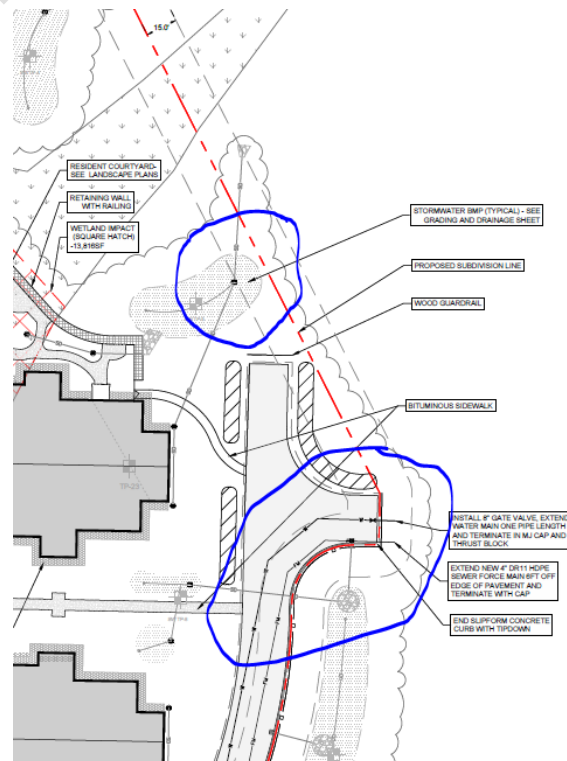 15.0'
RESIDENT COURTYARD-
SEE LANDSCAPE PLANS
RETAINING WALL
WITH RAILING
WETLAND IMPACT
(SQUARE HATCH)
-13,816SF
STORMWATER BMP (TYPICAL) - SEE
GRADING AND DRAINAGE SHEET
PROPOSED SUBDIVISION LINE
WOOD GUARDRAIL
BITUMINOUS SIDEWALK
TP-23
INSTALL 8" GATE VALVE, EXTEND
WATER MAIN ONE PIPE LENGTH
AND TERMINATE IN MJ CAP AND
THRUST BLOCK
EXTEND NEW 4" DR11 HDPE
SEWER FORCE MAIN 6FT OFF
EDGE OF PAVEMENT AND
TERMINATE WITH CAP
END SLIPFORM CONCRETE
CURB WITH TIPDOWN